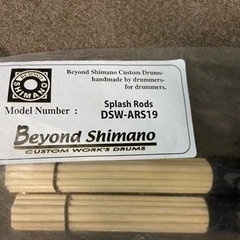 BEYOND
SHIMANO
Beyond Shimano Custom Drums-
handmade by drummers-
for drummers.
Model Number :
Splash Rods
DSW-ARS19
Beyond Shimano
CUSTOM WORK'S DRUMS